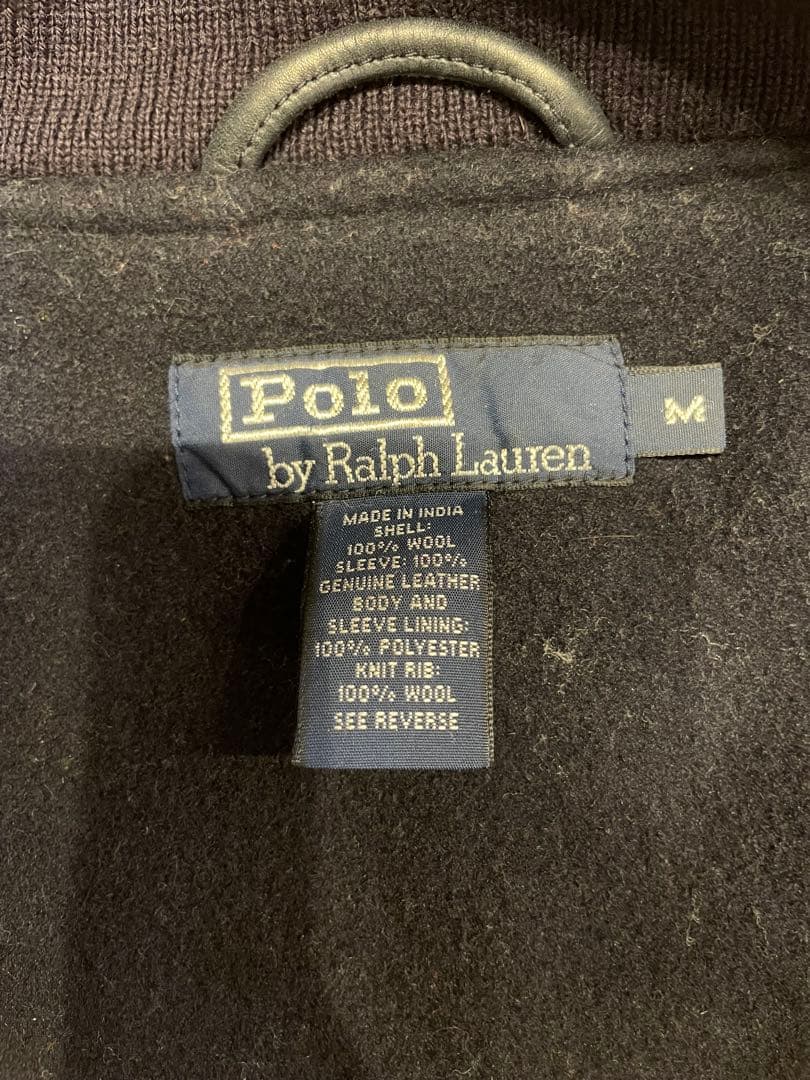 Polo
by Ralph Lauren
M
MADE IN INDIA
SHELL:
100% WOOL
SLEEVE: 100%
GENUINE LEATHER
BODY AND
SLEEVE LINING:
100% POLYESTER
KNIT RIB:
100% WOOL
SEE REVERSE